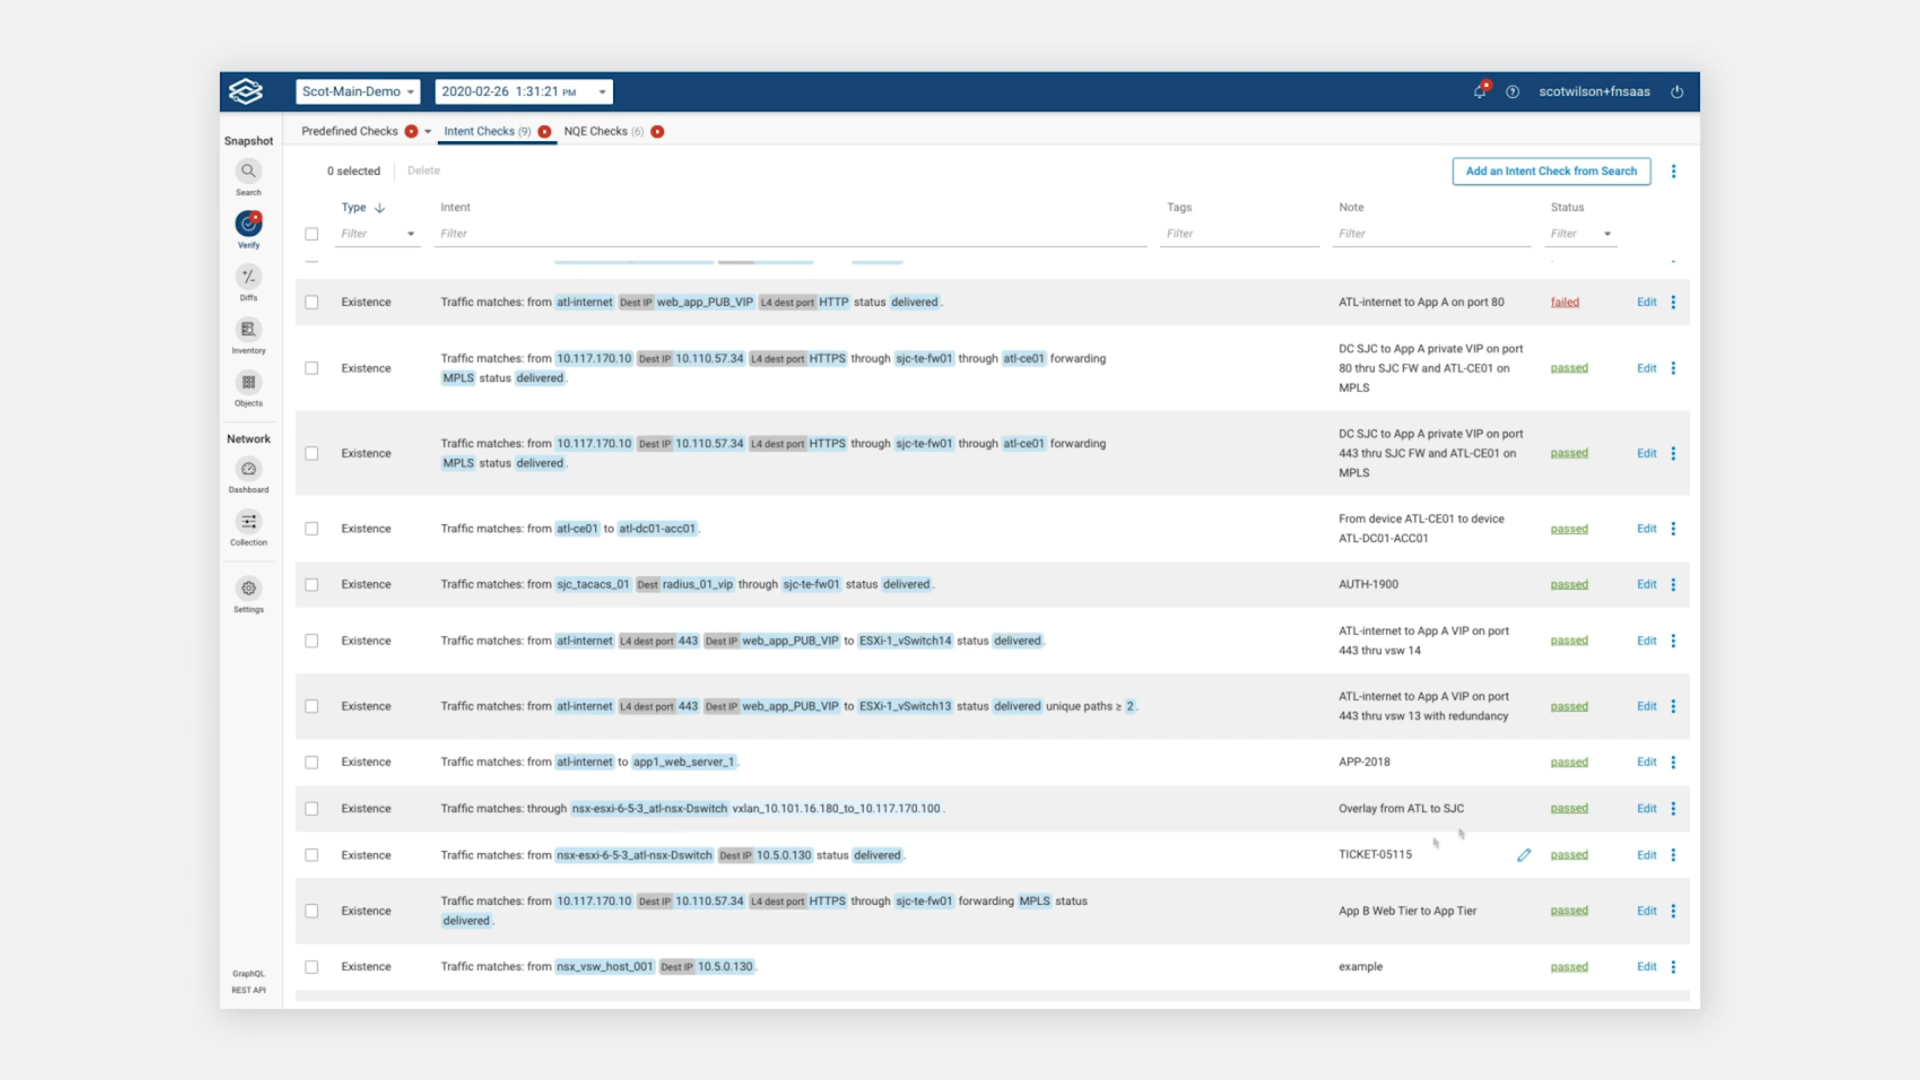 Scot-Main-Demo 2020-02-26 1:31:21 PM scotwilson+fnsaas
Snapshot
Search
Verify
Diffs
Inventory
Objects
Network
Dashboard
Collection
Settings
GraphQL
REST API
Predefined Checks Intent Checks (9) NQE Checks (6)
0 selected Delete Add an Intent Check from Search
Type Intent Tags Note Status
Filter Filter Filter Filter Filter
Existence Traffic matches: from atl-internet Dest IP web_app_PUB_VIP L4 dest port HTTP status delivered. ATL-internet to App A on port 80 failed Edit
Existence Traffic matches: from 10.117.170.10 Dest IP 10.110.57.34 L4 dest port HTTPS through sjc-te-fw01 through atl-ce01 forwarding
MPLS status delivered.
DC SJC to App A private VIP on port
80 thru SJC FW and ATL-CE01 on
MPLS
passed Edit
Existence Traffic matches: from 10.117.170.10 Dest IP 10.110.57.34 L4 dest port HTTPS through sjc-te-fw01 through atl-ce01 forwarding
MPLS status delivered.
DC SJC to App A private VIP on port
443 thru SJC FW and ATL-CE01 on
MPLS
passed Edit
Existence Traffic matches: from atl-ce01 to atl-dc01-acc01.
From device ATL-CE01 to device
ATL-DC01-ACC01
passed Edit
Existence Traffic matches: from sjc_tacacs_01 Dest radius_01_vip through sjc-te-fw01 status delivered. AUTH-1900 passed Edit
Existence Traffic matches: from atl-internet L4 dest port 443 Dest IP web_app_PUB_VIP to ESXi-1_vSwitch14 status delivered.
ATL-internet to App A VIP on port
443 thru vsw 14
passed Edit
Existence Traffic matches: from atl-internet L4 dest port 443 Dest IP web_app_PUB_VIP to ESXi-1_vSwitch13 status delivered unique paths ≥ 2.
ATL-internet to App A VIP on port
443 thru vsw 13 with redundancy
passed Edit
Existence Traffic matches: from atl-internet to app1_web_server_1. APP-2018 passed Edit
Existence Traffic matches: through nsx-esxi-6-5-3_atl-nsx-Dswitch vxlan_10.101.16.180_to_10.117.170.100. Overlay from ATL to SJC passed Edit
Existence Traffic matches: from nsx-esxi-6-5-3_atl-nsx-Dswitch Dest IP 10.5.0.130 status delivered. TICKET-05115 passed Edit
Existence Traffic matches: from 10.117.170.10 Dest IP 10.110.57.34 L4 dest port HTTPS through sjc-te-fw01 forwarding MPLS status
delivered.
App B Web Tier to App Tier passed Edit
Existence Traffic matches: from nsx_vsw_host_001 Dest IP 10.5.0.130. example passed Edit